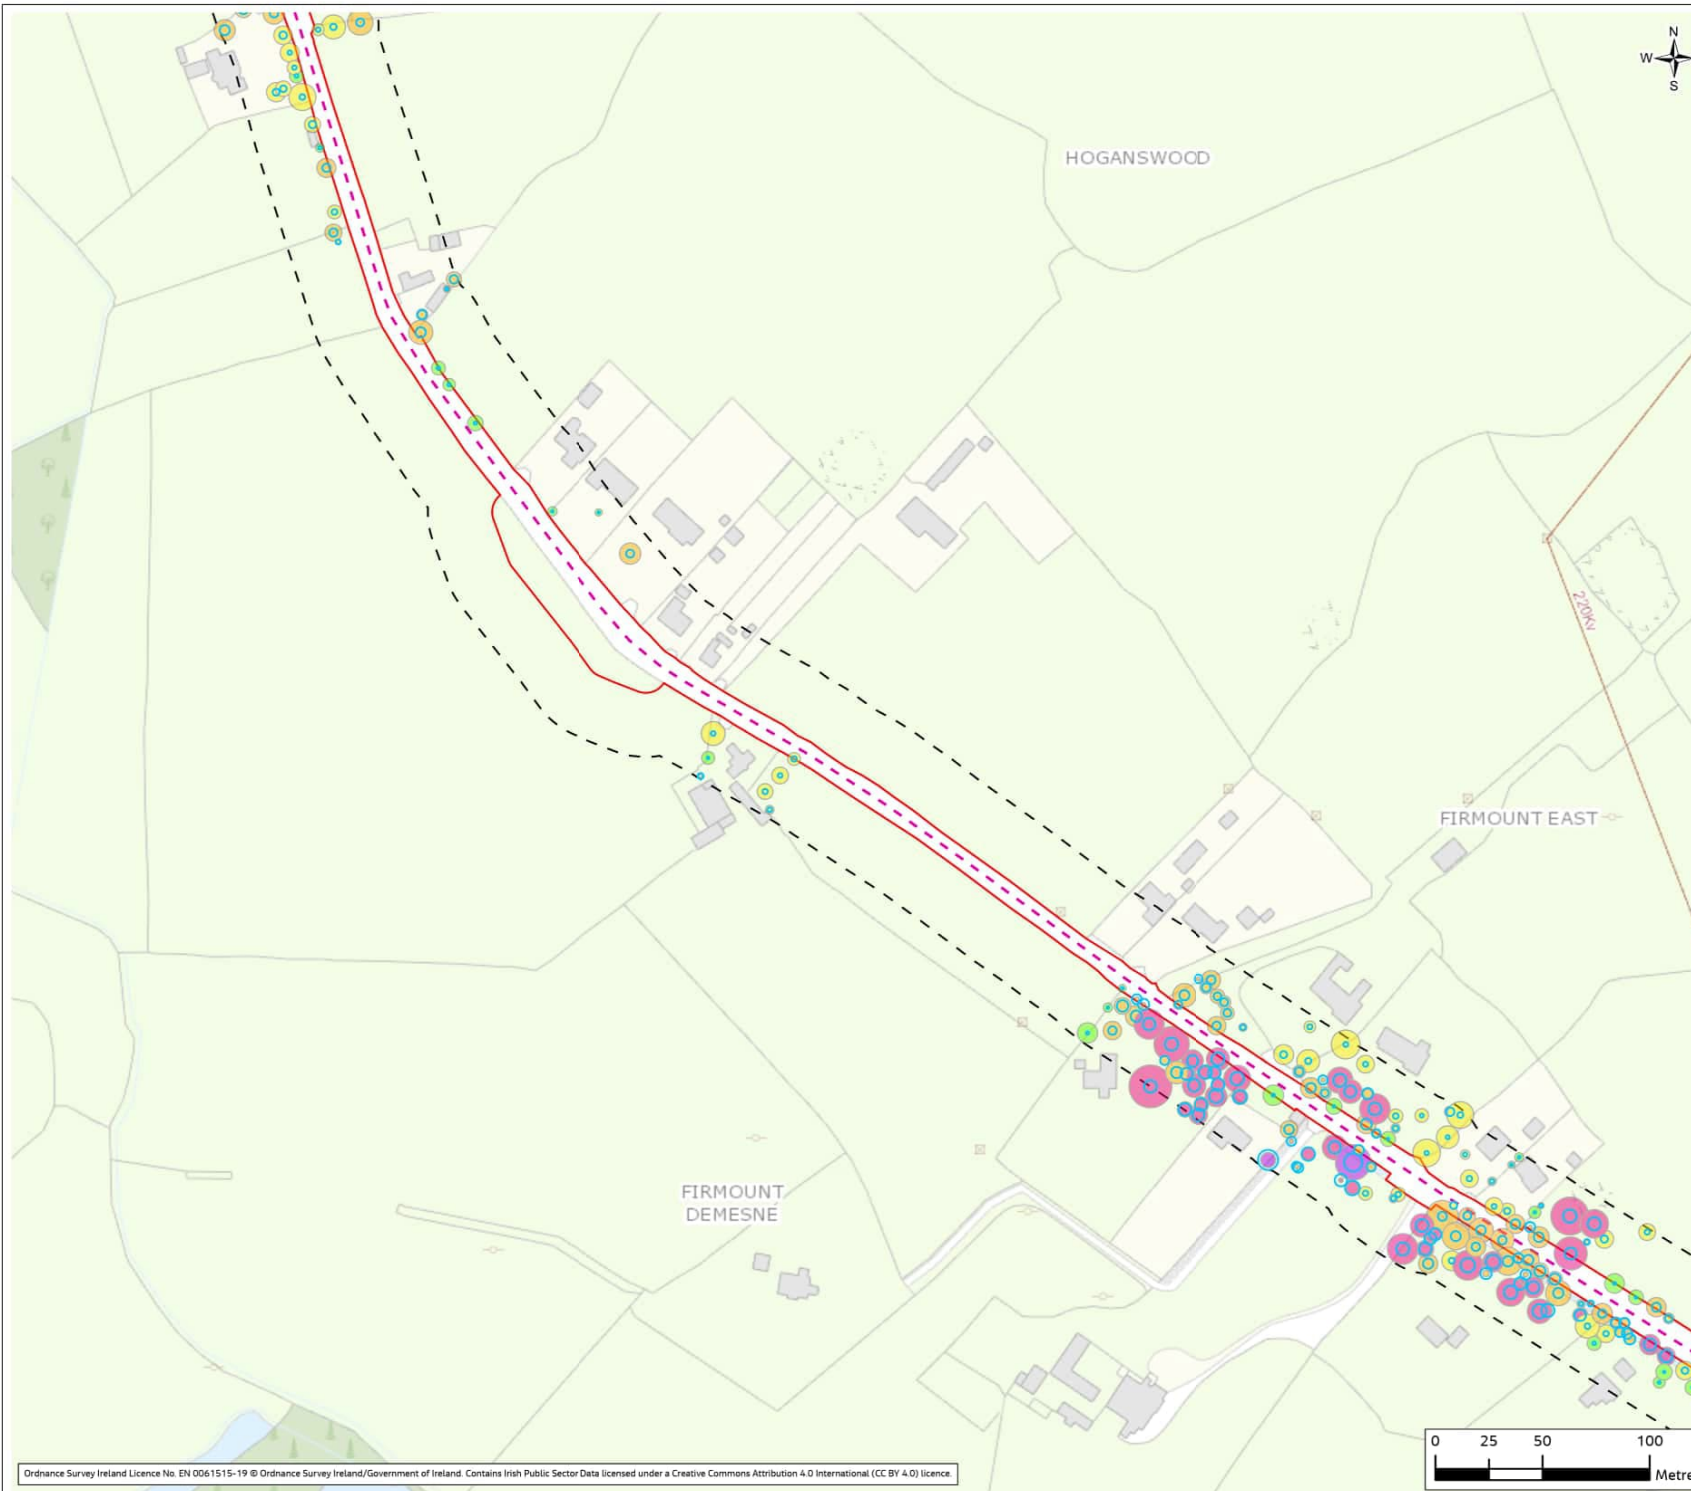 N
W
S
HOGANSWOOD
220Kv
FIRMOUNT EAST
FIRMOUNT
DEMESNE
0 25 50 100
Metre
Ordnance Survey Ireland Licence No. EN 0061515-19 © Ordnance Survey Ireland/Government of Ireland. Contains Irish Public Sector Data licensed under a Creative Commons Attribution 4.0 International (CC BY 4.0) licence.